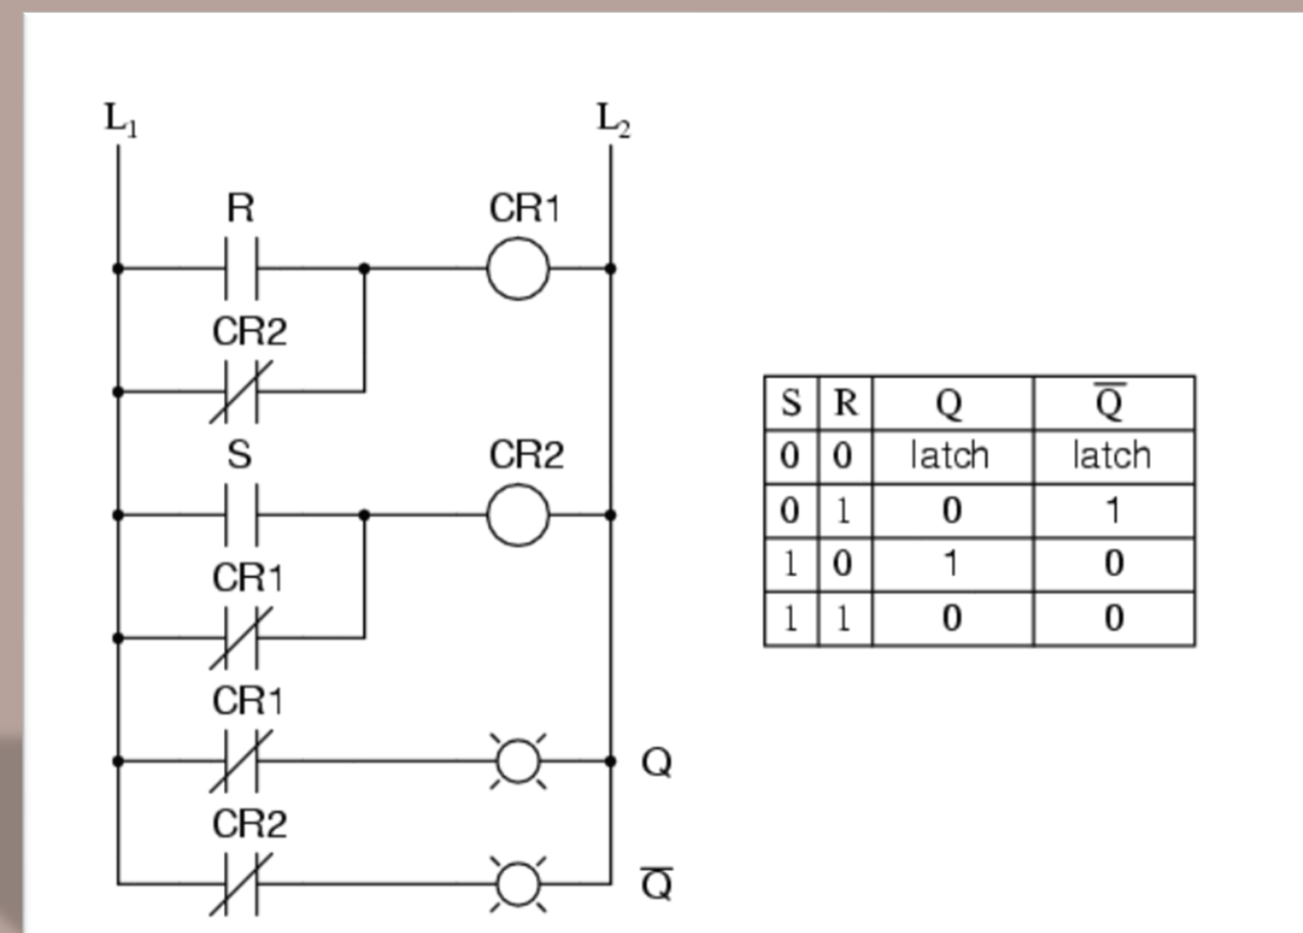 L₁ L₂
R CR1
CR2
S CR2
CR1
CR1
Q
CR2
Q̅
S R Q Q̅
0 0 latch latch
0 1 0 1
1 0 1 0
1 1 0 0